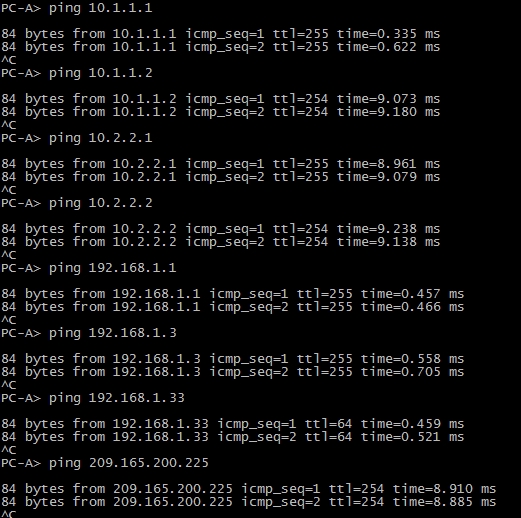 PC-A> ping 10.1.1.1
84 bytes from 10.1.1.1 icmp_seq=1 ttl=255 time=0.335 ms
84 bytes from 10.1.1.1 icmp_seq=2 ttl=255 time=0.622 ms
^C
PC-A> ping 10.1.1.2
84 bytes from 10.1.1.2 icmp_seq=1 ttl=254 time=9.073 ms
84 bytes from 10.1.1.2 icmp_seq=2 ttl=254 time=9.180 ms
^C
PC-A> ping 10.2.2.1
84 bytes from 10.2.2.1 icmp_seq=1 ttl=255 time=8.961 ms
84 bytes from 10.2.2.1 icmp_seq=2 ttl=255 time=9.079 ms
^C
PC-A> ping 10.2.2.2
84 bytes from 10.2.2.2 icmp_seq=1 ttl=254 time=9.238 ms
84 bytes from 10.2.2.2 icmp_seq=2 ttl=254 time=9.138 ms
^C
PC-A> ping 192.168.1.1
84 bytes from 192.168.1.1 icmp_seq=1 ttl=255 time=0.457 ms
84 bytes from 192.168.1.1 icmp_seq=2 ttl=255 time=0.466 ms
^C
PC-A> ping 192.168.1.3
84 bytes from 192.168.1.3 icmp_seq=1 ttl=255 time=0.558 ms
84 bytes from 192.168.1.3 icmp_seq=2 ttl=255 time=0.705 ms
^C
PC-A> ping 192.168.1.33
84 bytes from 192.168.1.33 icmp_seq=1 ttl=64 time=0.459 ms
84 bytes from 192.168.1.33 icmp_seq=2 ttl=64 time=0.521 ms
^C
PC-A> ping 209.165.200.225
84 bytes from 209.165.200.225 icmp_seq=1 ttl=254 time=8.910 ms
84 bytes from 209.165.200.225 icmp_seq=2 ttl=254 time=8.885 ms
^C